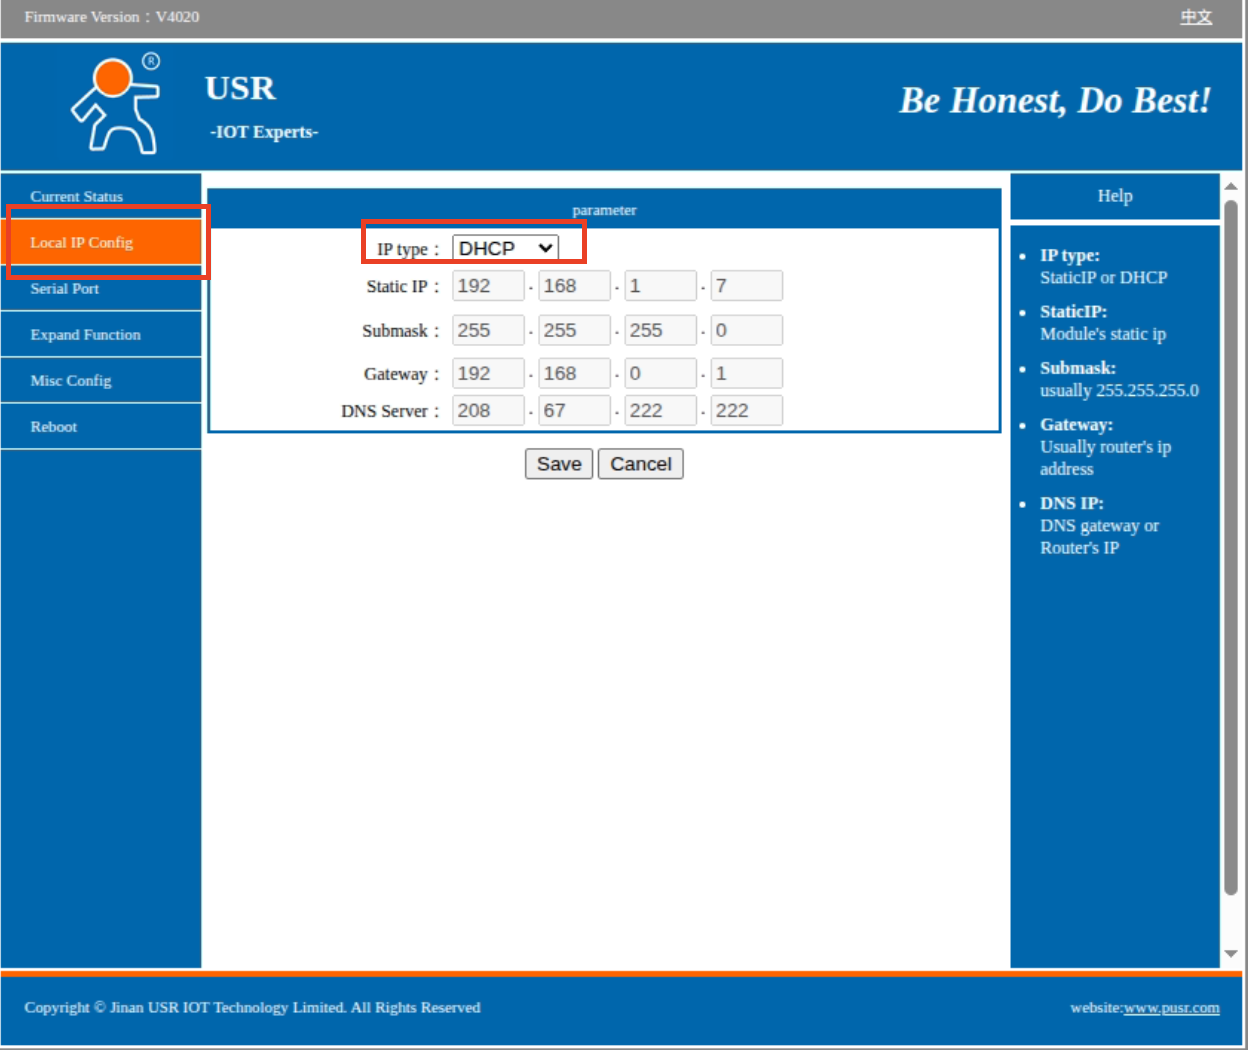 Firmware Version：V4020
中文
®
USR
-IOT Experts-
Be Honest, Do Best!
Current Status
Local IP Config
Serial Port
Expand Function
Misc Config
Reboot
parameter
IP type： DHCP
Static IP： 192 . 168 . 1 . 7
Submask： 255 . 255 . 255 . 0
Gateway： 192 . 168 . 0 . 1
DNS Server： 208 . 67 . 222 . 222
Save Cancel
Help
• IP type:
StaticIP or DHCP
• StaticIP:
Module's static ip
• Submask:
usually 255.255.255.0
• Gateway:
Usually router's ip
address
• DNS IP:
DNS gateway or
Router's IP
Copyright © Jinan USR IOT Technology Limited. All Rights Reserved
website:www.pusr.com